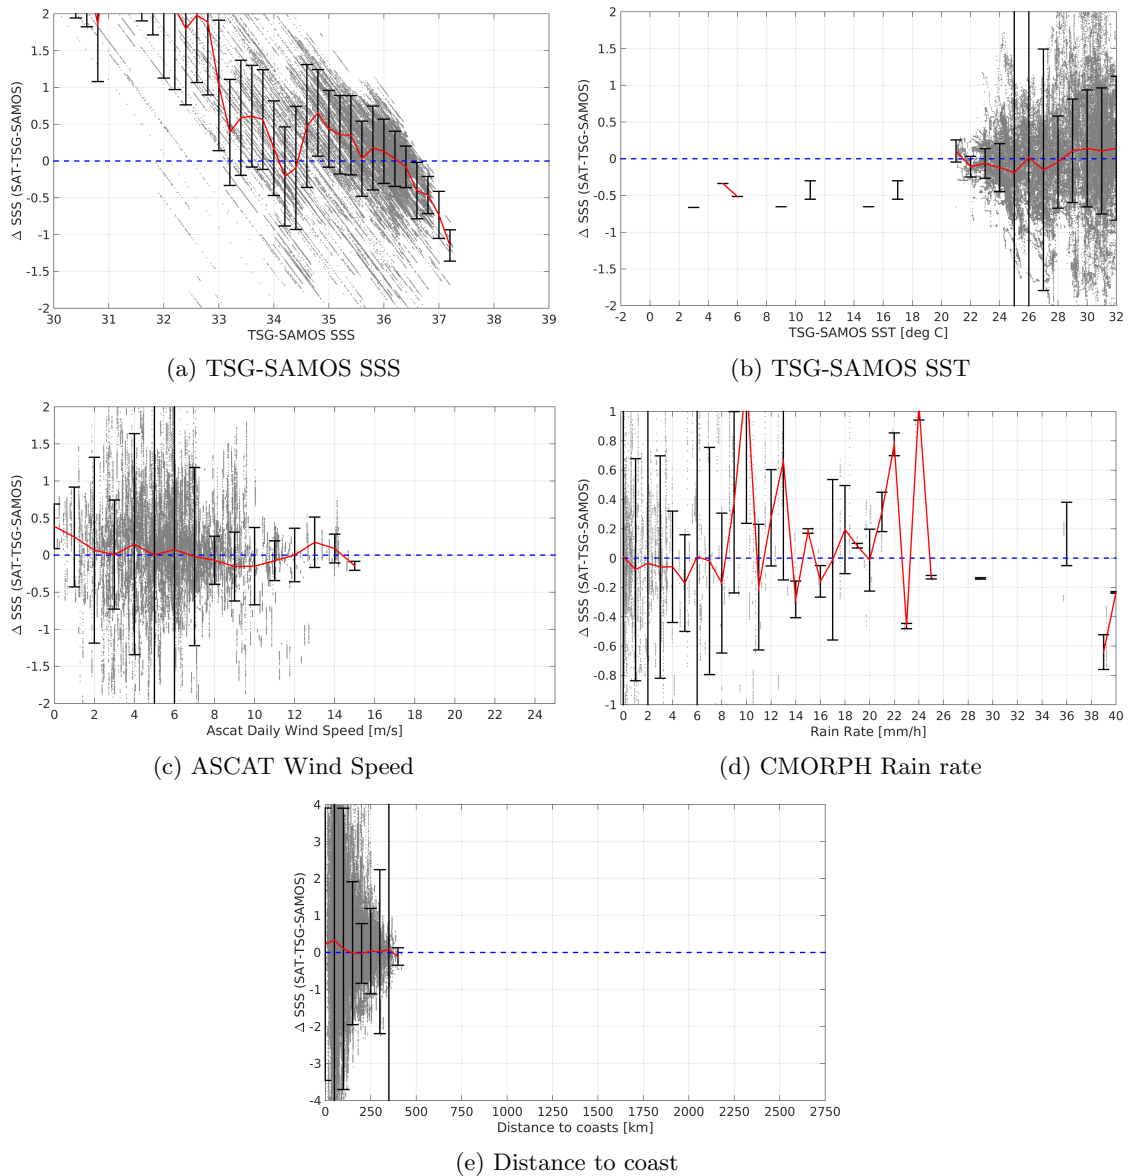 2
1.5
1
0.5
0
-0.5
-1
-1.5
-2
Δ SSS (SAT-TSG-SAMOS)
30 31 32 33 34 35 36 37 38 39
TSG-SAMOS SSS
(a) TSG-SAMOS SSS
2
1.5
1
0.5
0
-0.5
-1
-1.5
-2
Δ SSS (SAT-TSG-SAMOS)
-2 0 2 4 6 8 10 12 14 16 18 20 22 24 26 28 30 32
TSG-SAMOS SST [deg C]
(b) TSG-SAMOS SST
2
1.5
1
0.5
0
-0.5
-1
-1.5
-2
Δ SSS (SAT-TSG-SAMOS)
0 2 4 6 8 10 12 14 16 18 20 22 24
Ascat Daily Wind Speed [m/s]
(c) ASCAT Wind Speed
1
0.8
0.6
0.4
0.2
0
-0.2
-0.4
-0.6
-0.8
-1
Δ SSS (SAT-TSG-SAMOS)
0 2 4 6 8 10 12 14 16 18 20 22 24 26 28 30 32 34 36 38 40
Rain Rate [mm/h]
(d) CMORPH Rain rate
4
3
2
1
0
-1
-2
-3
-4
Δ SSS (SAT-TSG-SAMOS)
0 250 500 750 1000 1250 1500 1750 2000 2250 2500 2750
Distance to coasts [km]
(e) Distance to coast